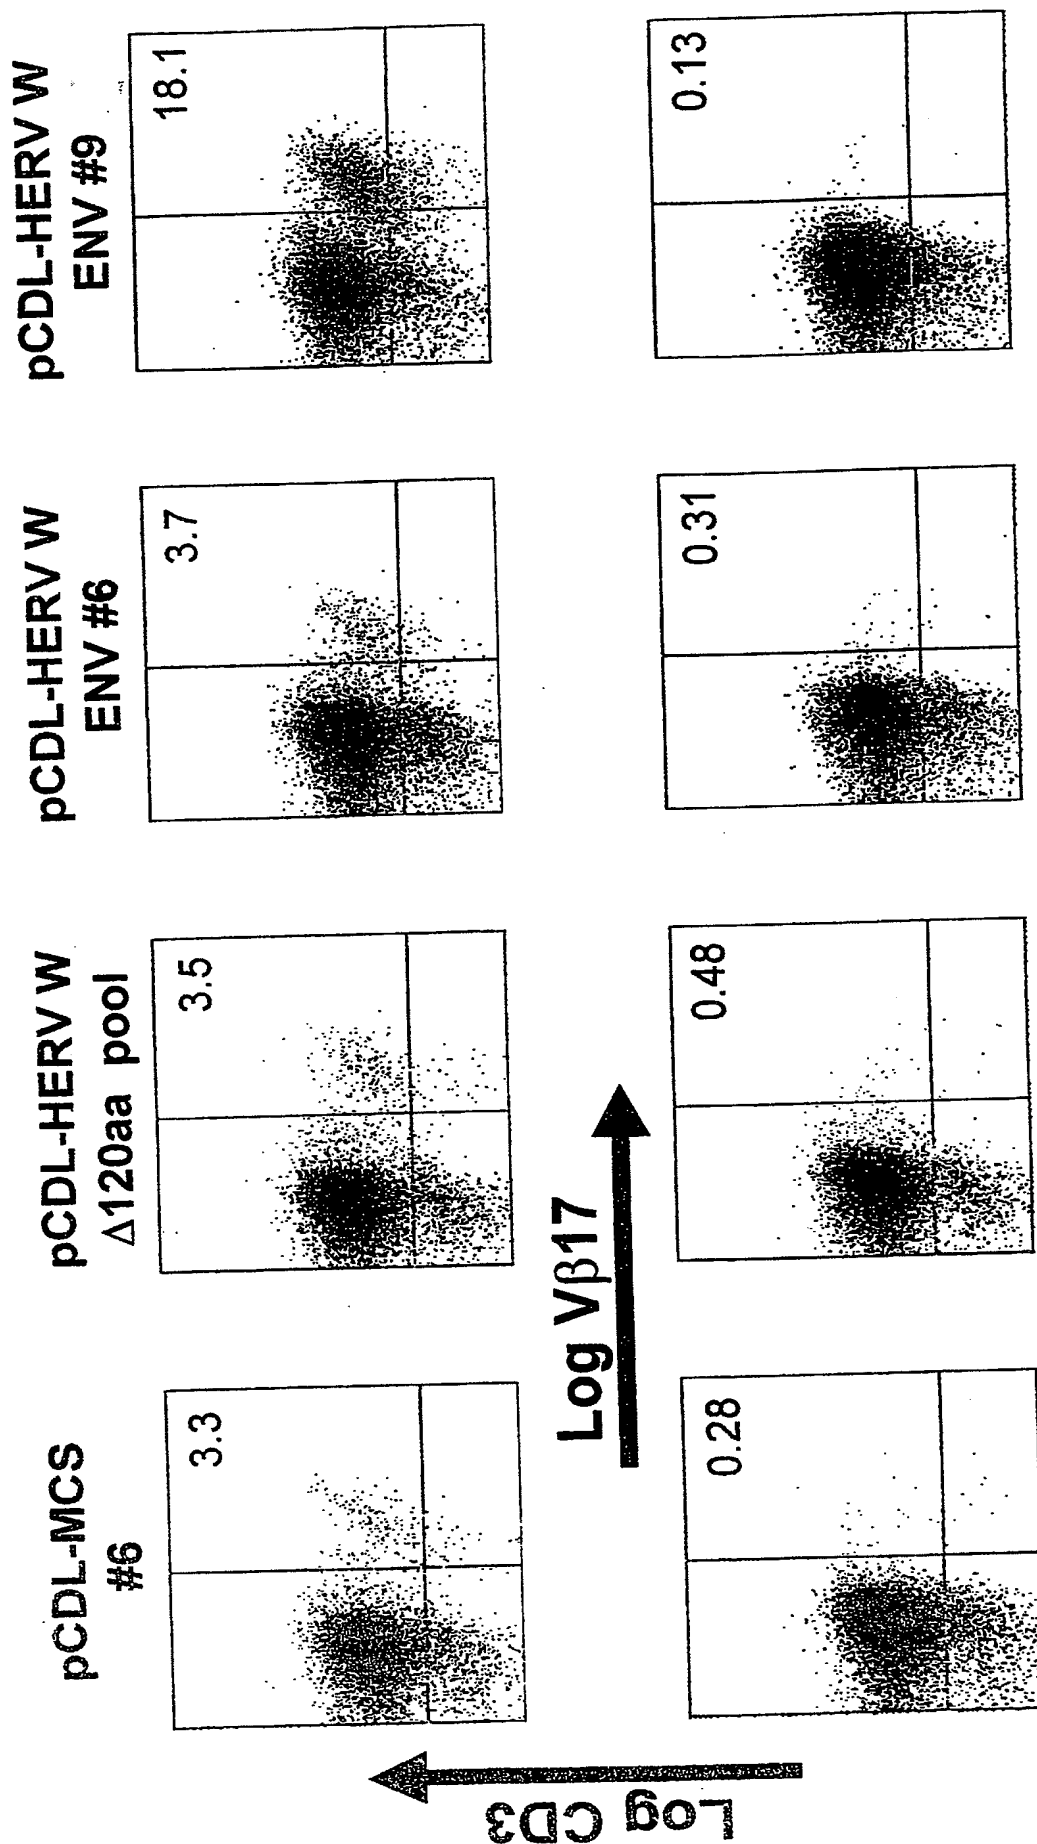 pCDL-MCS
#6
pCDL-HERV W
Δ120aa pool
pCDL-HERV W
ENV #6
pCDL-HERV W
ENV #9
3.3
3.5
3.7
18.1
Log Vβ17
0.28
0.48
0.31
0.13
Log CD3